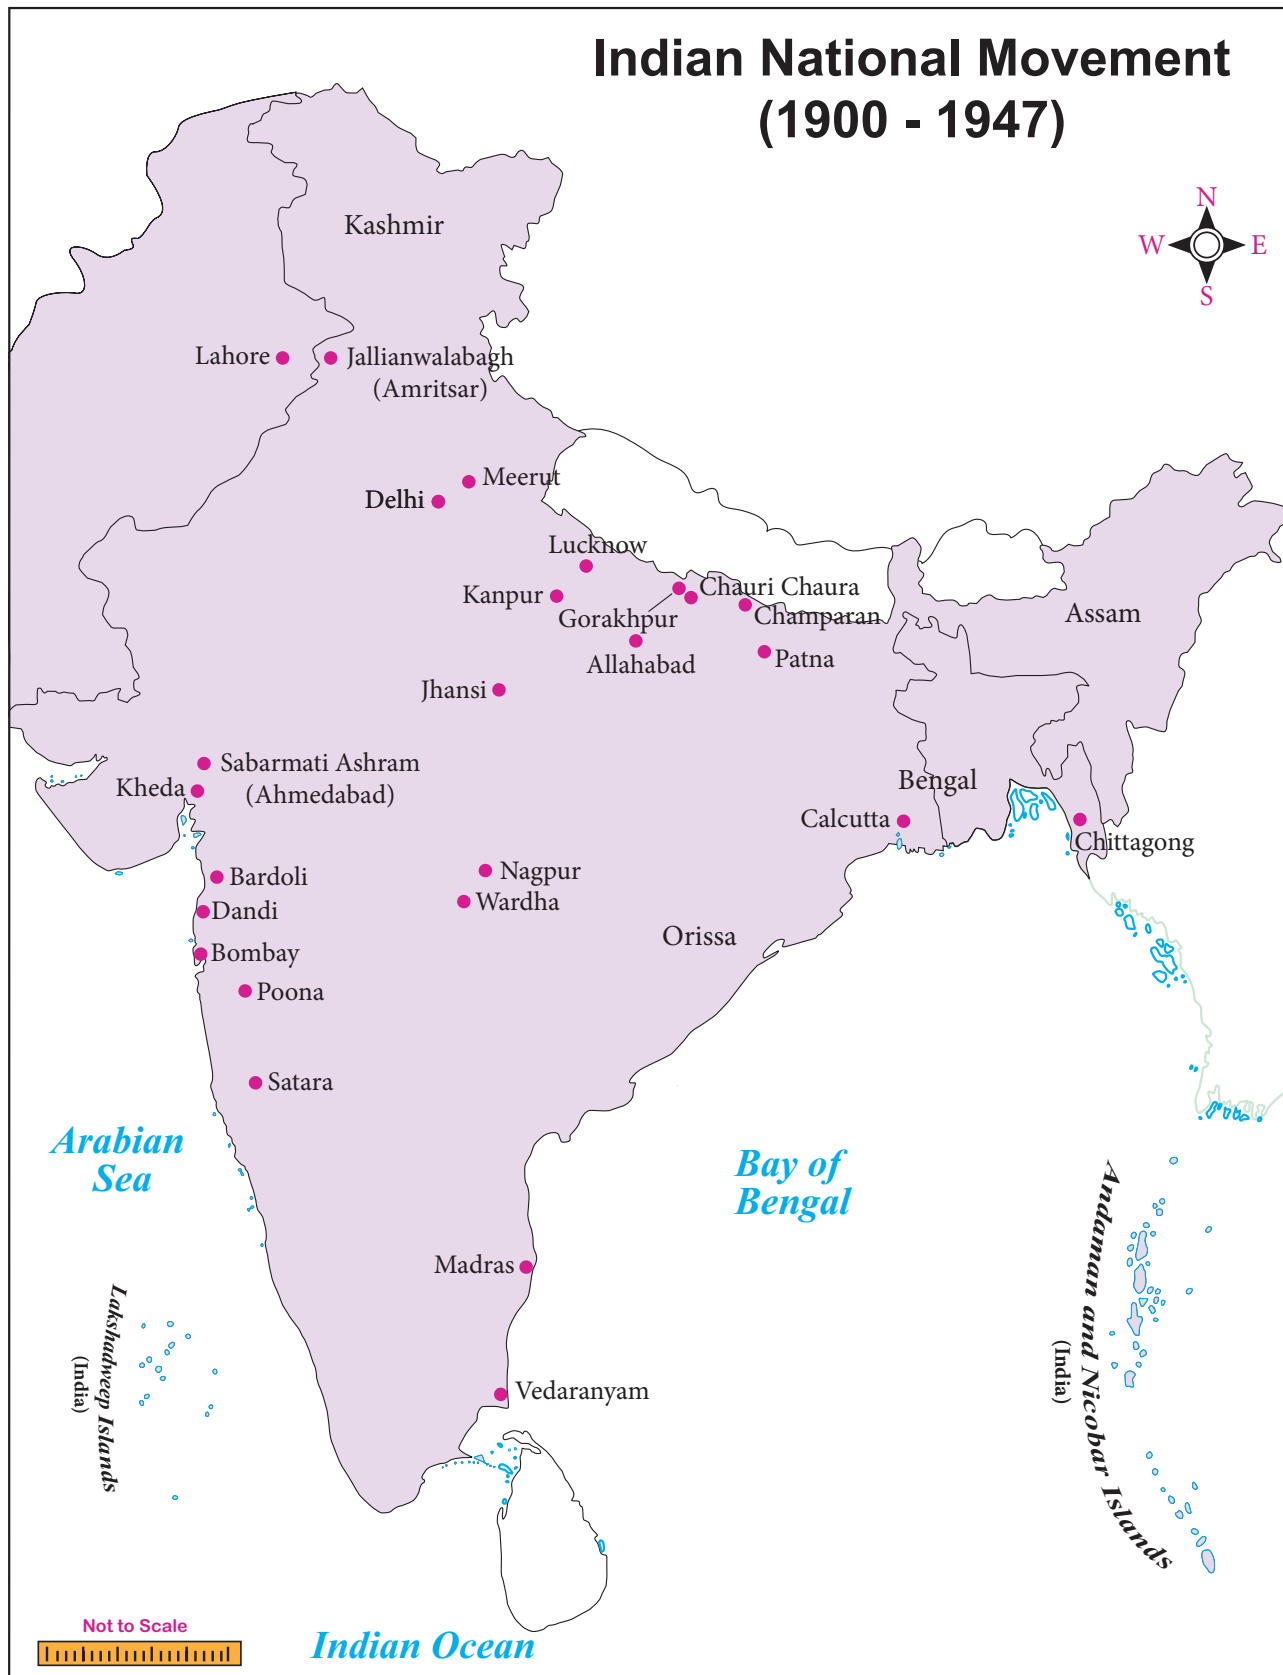 Indian National Movement
(1900 - 1947)
N
W
E
S
Kashmir
Lahore
Jallianwalabagh
(Amritsar)
Meerut
Delhi
Lucknow
Kanpur
Chauri Chaura
Gorakhpur
Champaran
Assam
Allahabad
Patna
Jhansi
Sabarmati Ashram
(Ahmedabad)
Kheda
Bengal
Calcutta
Chittagong
Bardoli
Nagpur
Wardha
Dandi
Orissa
Bombay
Poona
Satara
Arabian
Sea
Bay of
Bengal
Madras
Lakshadweep Islands
(India)
Andaman and Nicobar Islands
(India)
Vedaranyam
Not to Scale
Indian Ocean